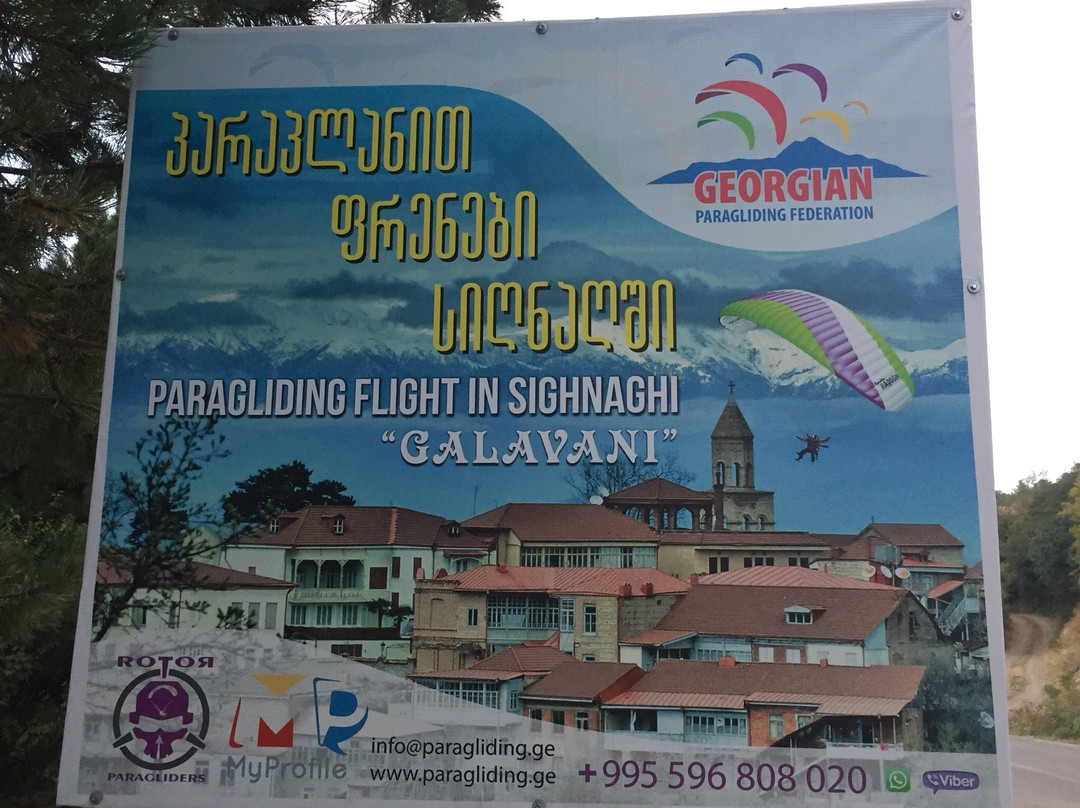 პარაპლანით
ფრენები
სიღნაღში
PARAGLIDING FLIGHT IN SIGHNAGHI
“GALAVANI”
GEORGIAN
PARAGLIDING FEDERATION
ROTOR
PARAGLIDERS
MyProfile
info@paragliding.ge
www.paragliding.ge
+995 596 808 020
Viber